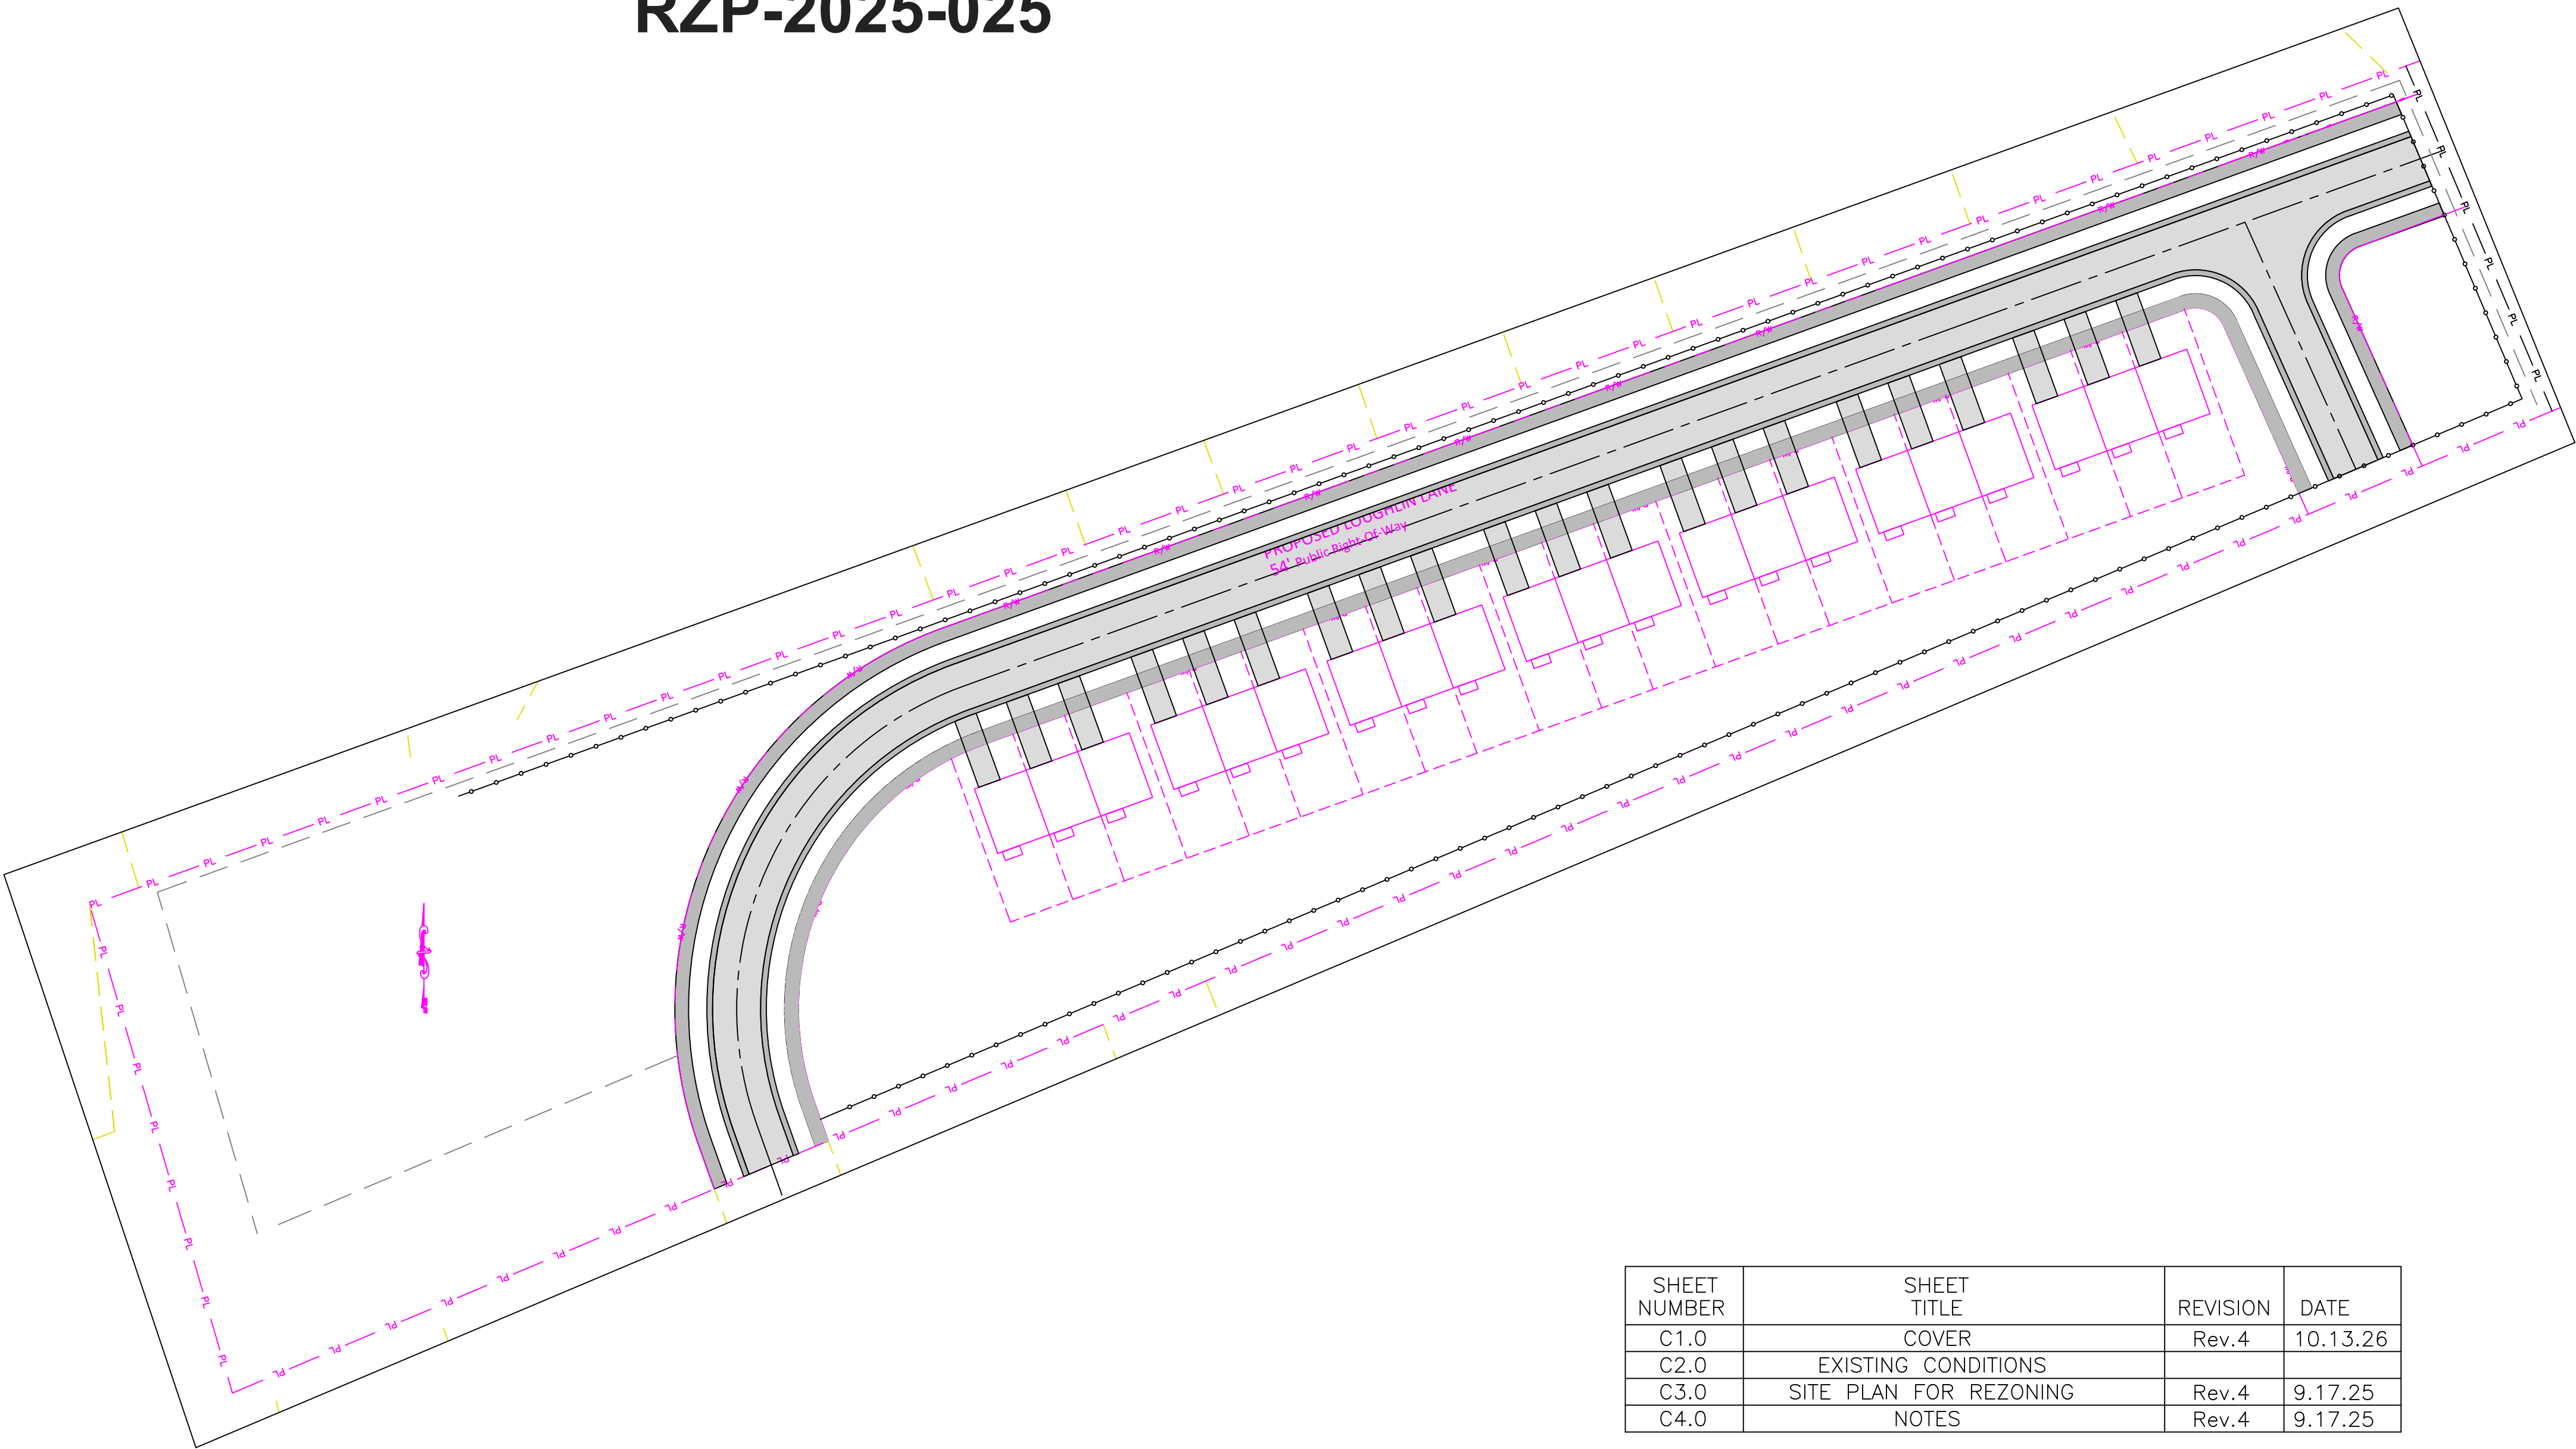 RZP-2025-025
PROPOSED LOUGHLIN LANE
54' Public Right-Of-Way
SHEET NUMBER SHEET TITLE REVISION DATE
C1.0 COVER Rev.4 10.13.26
C2.0 EXISTING CONDITIONS
C3.0 SITE PLAN FOR REZONING Rev.4 9.17.25
C4.0 NOTES Rev.4 9.17.25
PL
R/W